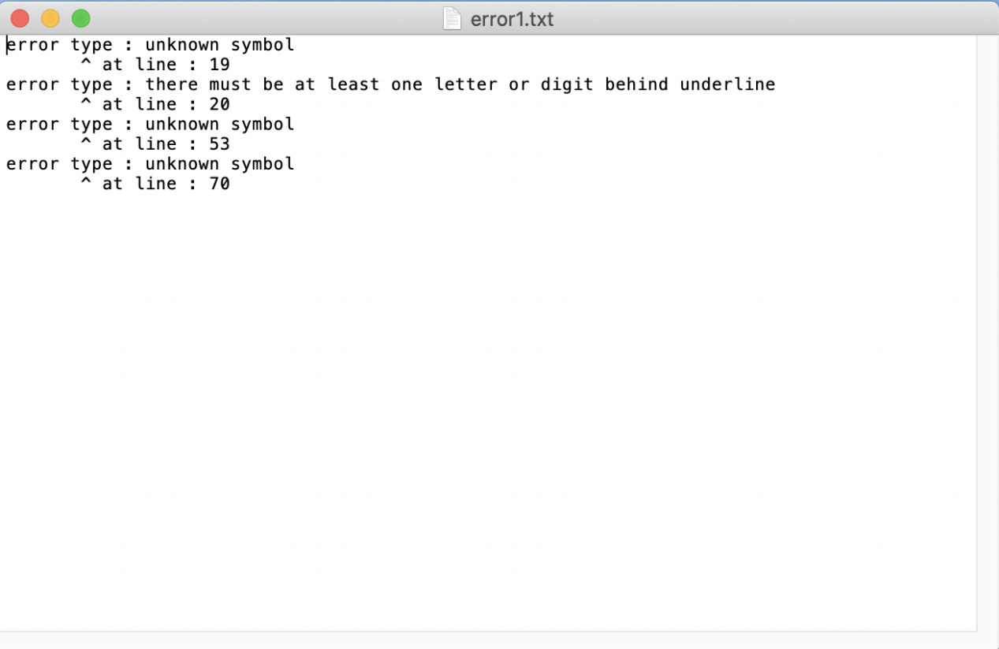 error1.txt
error type : unknown symbol
^ at line : 19
error type : there must be at least one letter or digit behind underline
^ at line : 20
error type : unknown symbol
^ at line : 53
error type : unknown symbol
^ at line : 70